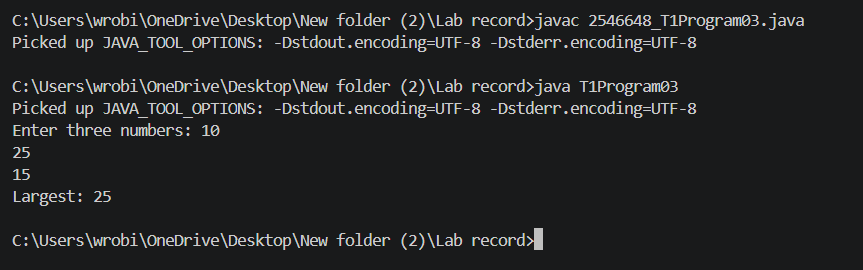 C:\Users\wrobi\OneDrive\Desktop\New folder (2)\Lab record>javac 2546648_T1Program03.java
Picked up JAVA_TOOL_OPTIONS: -Dstdout.encoding=UTF-8 -Dstderr.encoding=UTF-8
C:\Users\wrobi\OneDrive\Desktop\New folder (2)\Lab record>java T1Program03
Picked up JAVA_TOOL_OPTIONS: -Dstdout.encoding=UTF-8 -Dstderr.encoding=UTF-8
Enter three numbers: 10
25
15
Largest: 25
C:\Users\wrobi\OneDrive\Desktop\New folder (2)\Lab record>